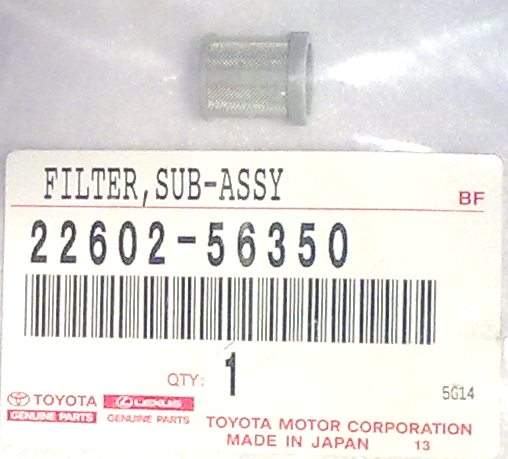 FILTER,SUB-ASSY
BF
22602-56350
QTY: 1
5G14
TOYOTA LEXUS
GENUINE PARTS GENUINE PARTS
TOYOTA MOTOR CORPORATION
MADE IN JAPAN 13